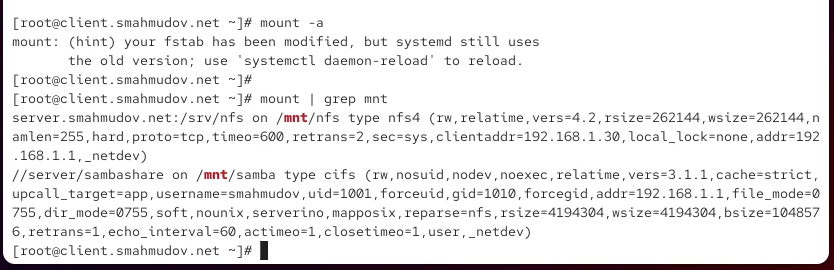 [root@client.smahmudov.net ~]# mount -a
mount: (hint) your fstab has been modified, but systemd still uses
       the old version; use 'systemctl daemon-reload' to reload.
[root@client.smahmudov.net ~]#
[root@client.smahmudov.net ~]# mount | grep mnt
server.smahmudov.net:/srv/nfs on /mnt/nfs type nfs4 (rw,relatime,vers=4.2,rsize=262144,wsize=262144,n
amlen=255,hard,proto=tcp,timeo=600,retrans=2,sec=sys,clientaddr=192.168.1.30,local_lock=none,addr=192
.168.1.1,_netdev)
//server/sambashare on /mnt/samba type cifs (rw,nosuid,nodev,noexec,relatime,vers=3.1.1,cache=strict,
upcall_target=app,username=smahmudov,uid=1001,forceuid,gid=1010,forcegid,addr=192.168.1.1,file_mode=0
755,dir_mode=0755,soft,nounix,serverino,mapposix,reparse=nfs,rsize=4194304,wsize=4194304,bsize=104857
6,retrans=1,echo_interval=60,actimeo=1,closetimeo=1,user,_netdev)
[root@client.smahmudov.net ~]#